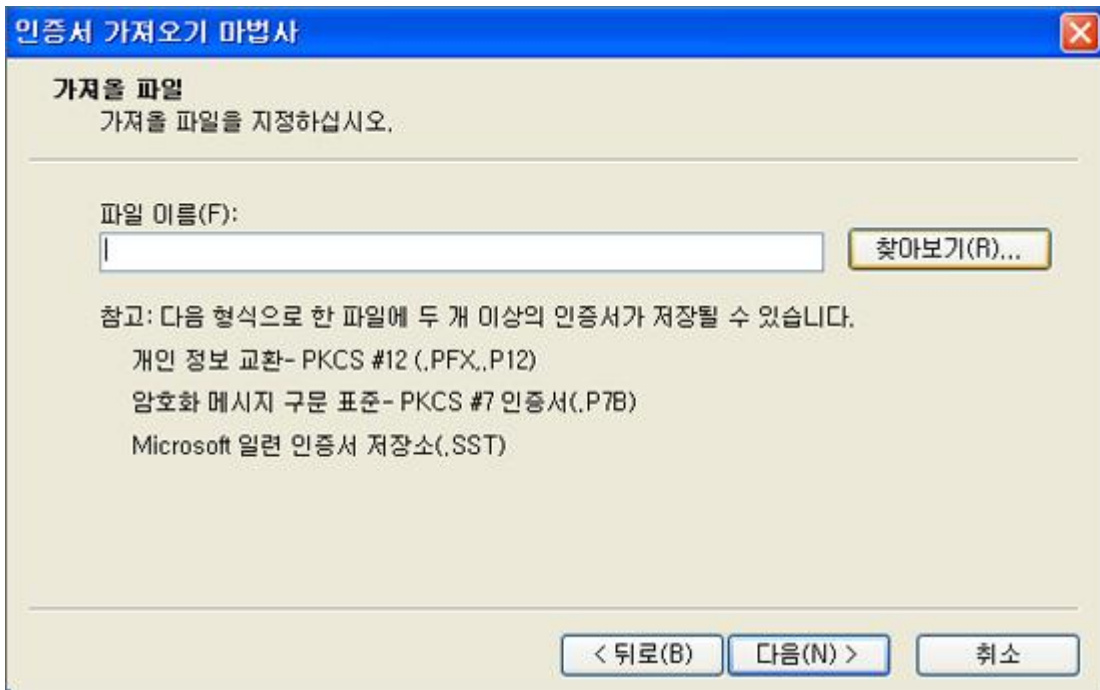 인증서 가져오기 마법사
가져올 파일
가져올 파일을 지정하십시오.
파일 이름(F):
찾아보기(R)...
참고: 다음 형식으로 한 파일에 두 개 이상의 인증서가 저장될 수 있습니다.
개인 정보 교환- PKCS #12 (.PFX,.P12)
암호화 메시지 구문 표준- PKCS #7 인증서(.P7B)
Microsoft 일련 인증서 저장소(.SST)
< 뒤로(B) 다음(N) > 취소